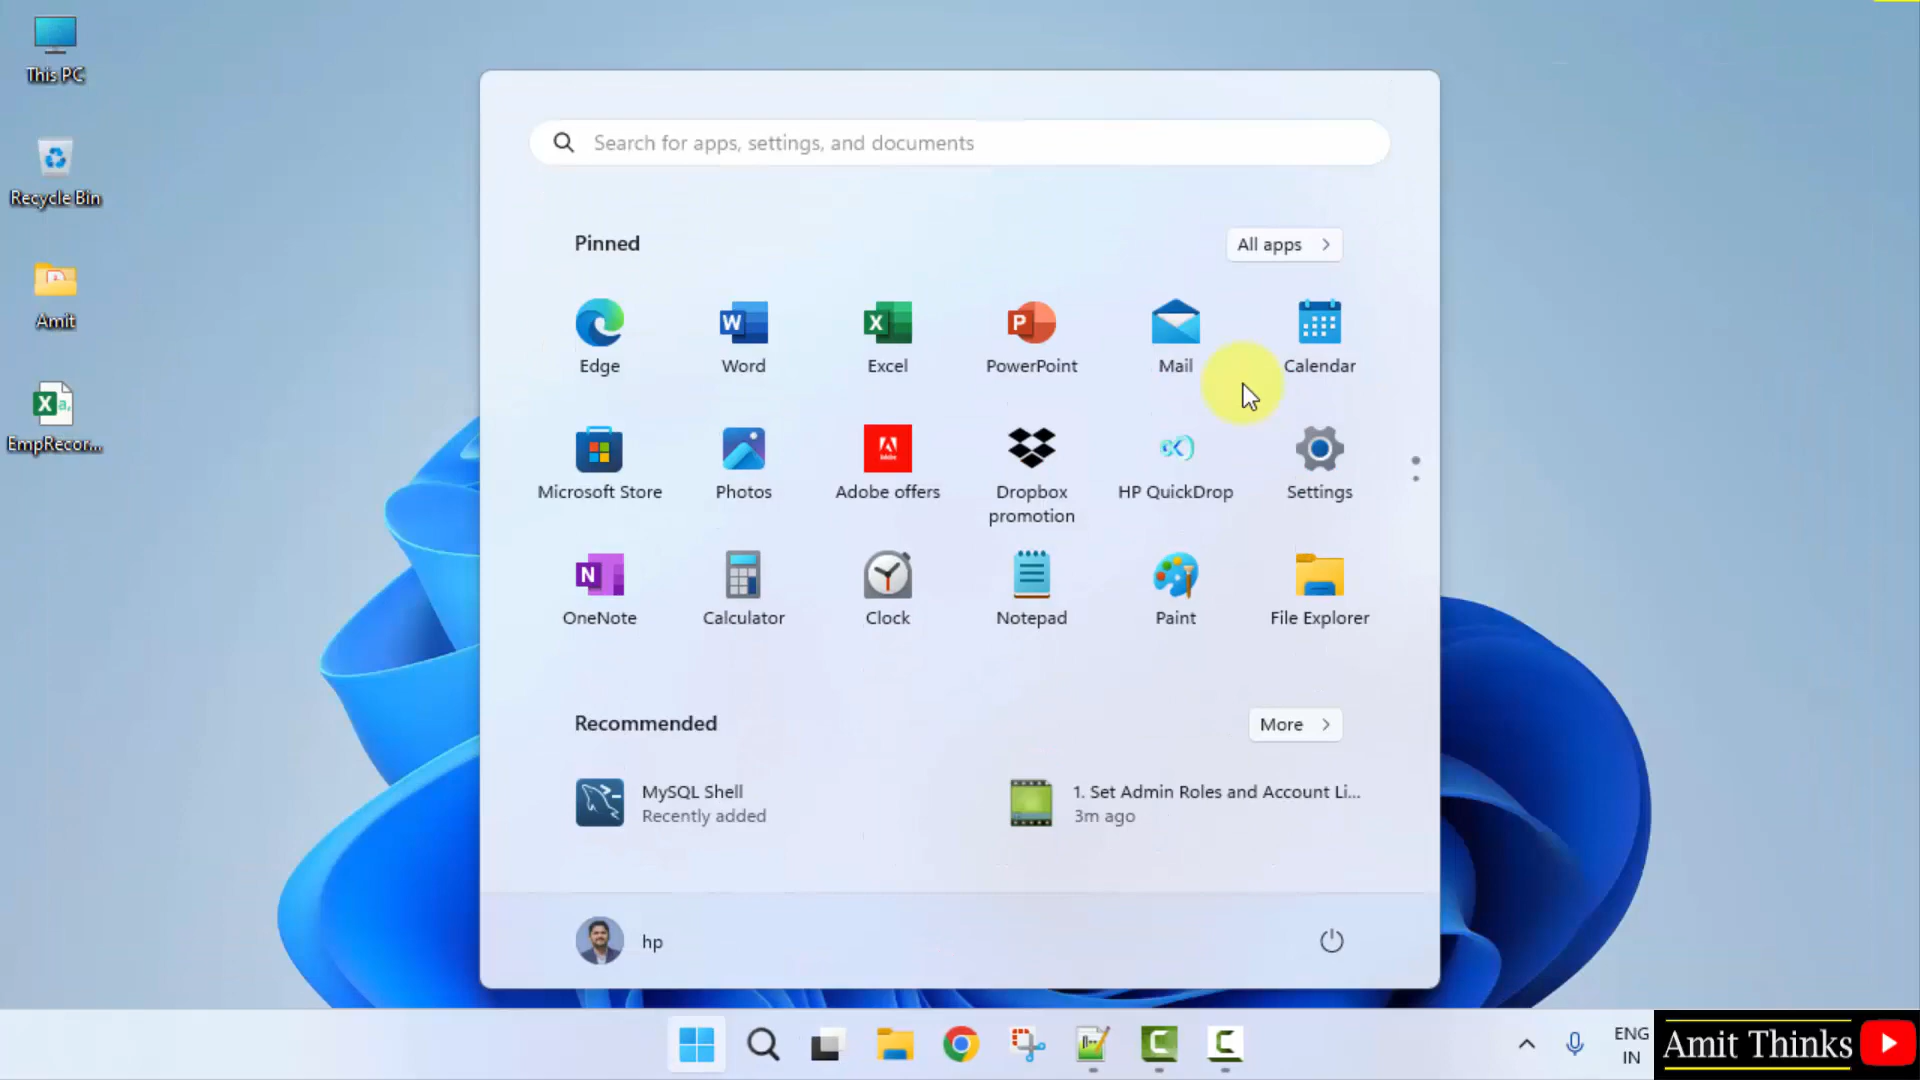 This PC
Recycle Bin
Amit
EmpRecor...
Search for apps, settings, and documents
Pinned
All apps
Edge
Word
Excel
PowerPoint
Mail
Calendar
Microsoft Store
Photos
Adobe offers
Dropbox
promotion
HP QuickDrop
Settings
OneNote
Calculator
Clock
Notepad
Paint
File Explorer
Recommended
More
MySQL Shell
Recently added
1. Set Admin Roles and Account Li...
3m ago
hp
ENG
IN
Amit Thinks